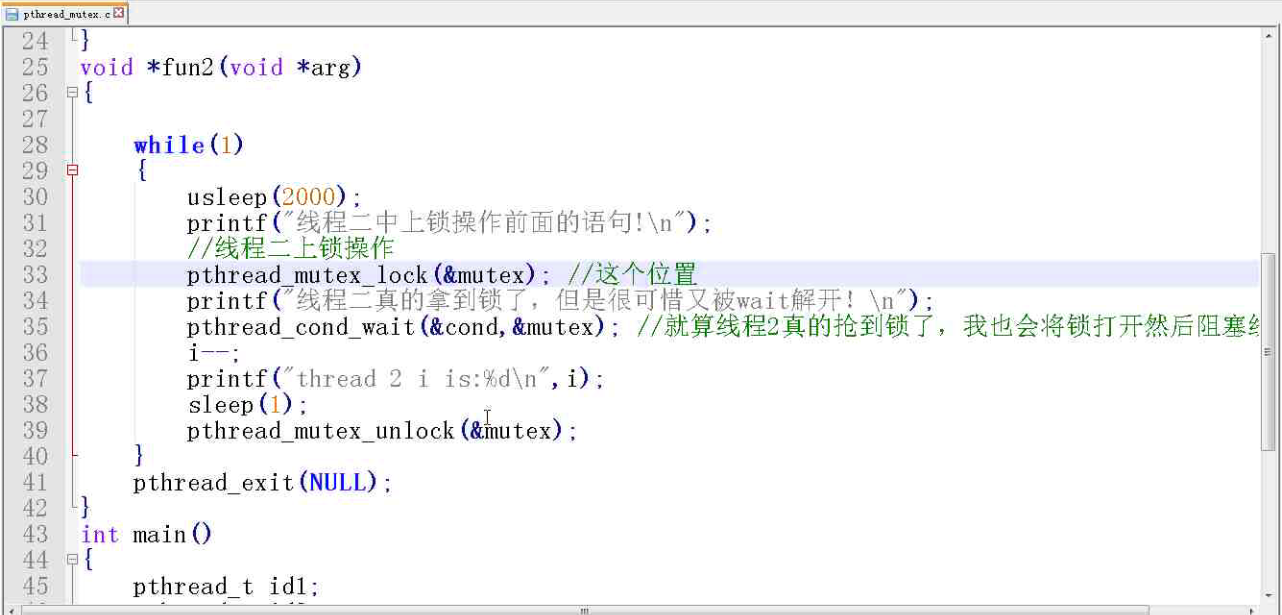 pthread_mutex.c
24 }
25 void *fun2(void *arg)
26 {
27
28 while(1)
29 {
30 usleep(2000);
31 printf("线程二中上锁操作前面的语句!\n");
32 //线程二上锁操作
33 pthread_mutex_lock(&mutex); //这个位置
34 printf("线程二真的拿到锁了，但是很可惜又被wait解开！\n");
35 pthread_cond_wait(&cond,&mutex); //就算线程2真的抢到锁了，我也会将锁打开然后阻塞
36 i--;
37 printf("thread 2 i is:%d\n",i);
38 sleep(1);
39 pthread_mutex_unlock(&mutex);
40 }
41 pthread_exit(NULL);
42 }
43 int main()
44 {
45 pthread_t id1;